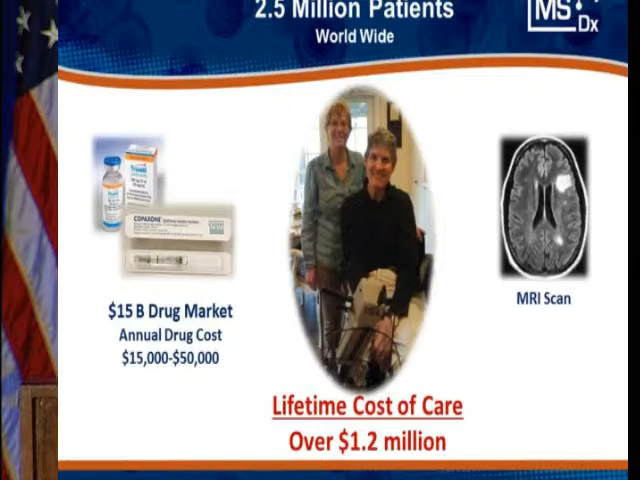 2.5 Million Patients
World Wide
MS
Dx
COPAXONE
$15 B Drug Market
Annual Drug Cost
$15,000-$50,000
MRI Scan
Lifetime Cost of Care
Over $1.2 million